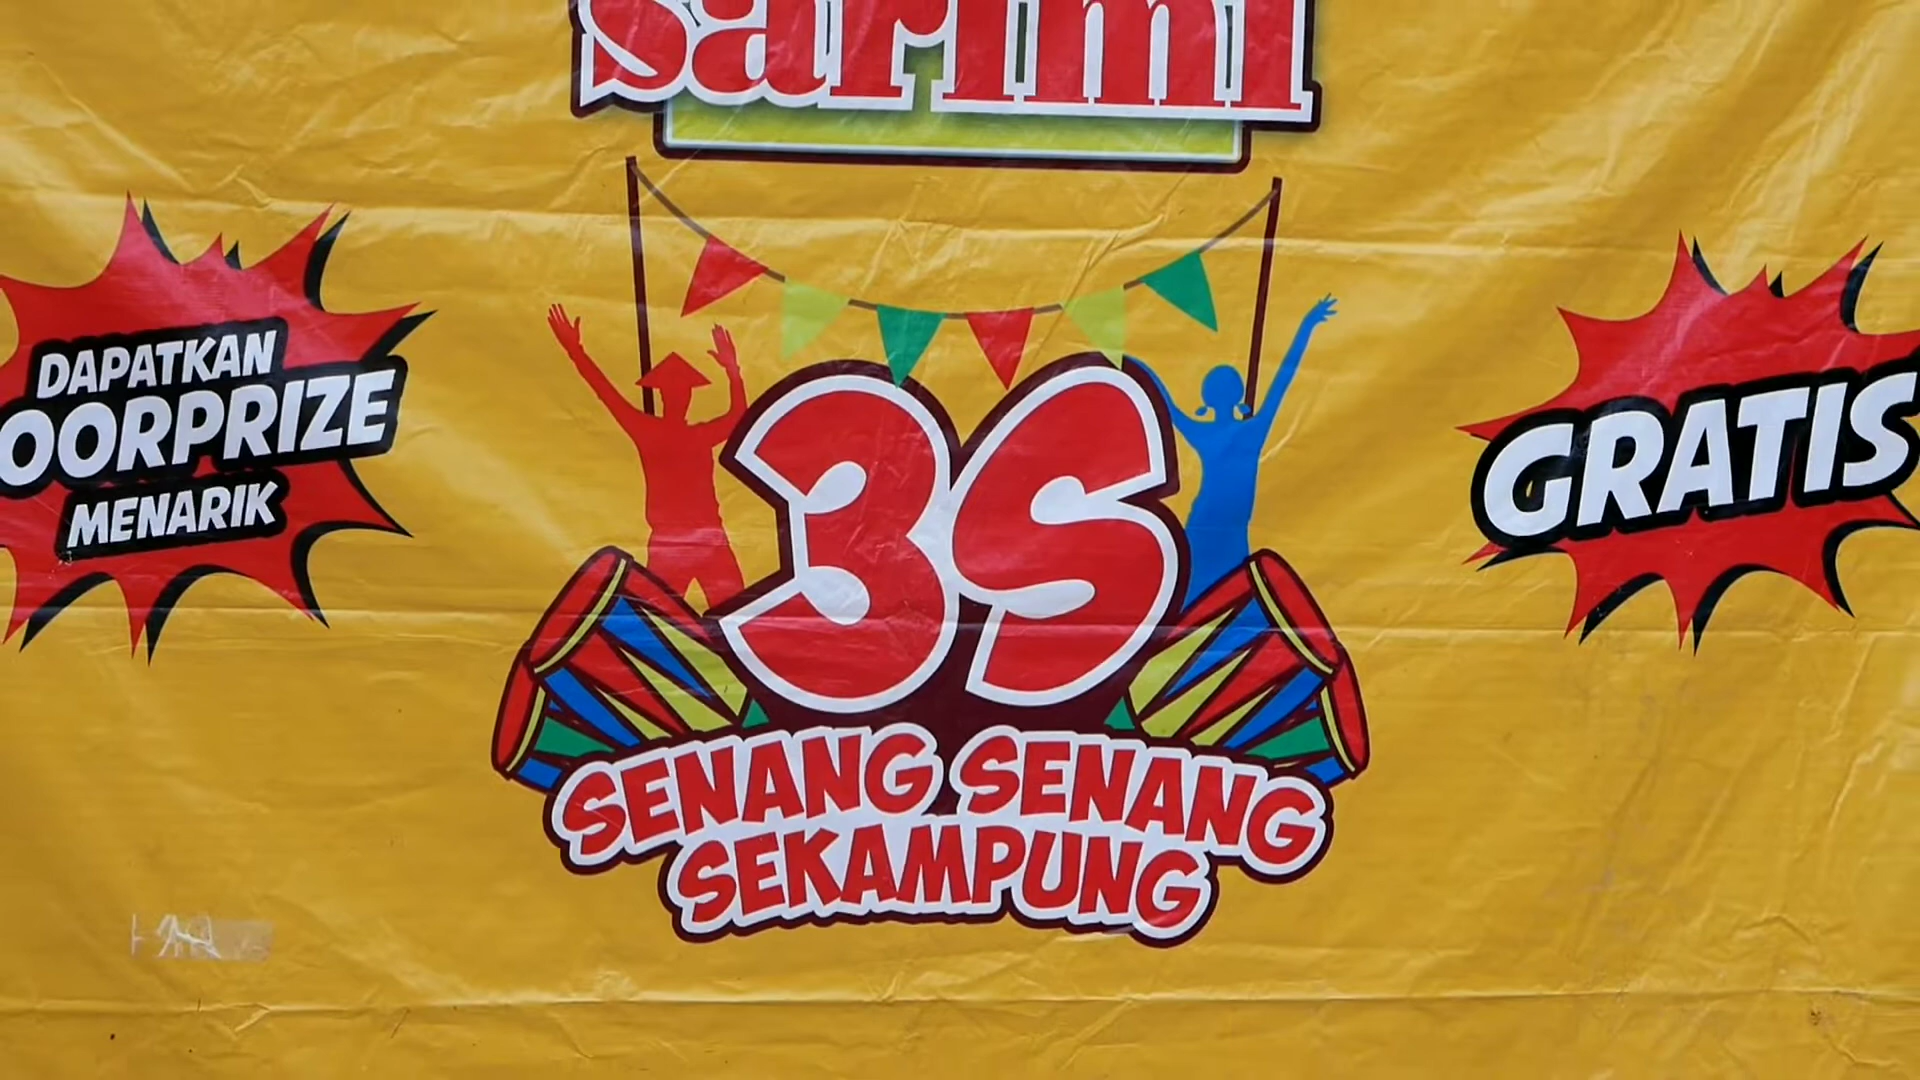 sarimi
DAPATKAN
OORPRIZE
MENARIK
GRATIS
3S
SENANG SENANG
SEKAMPUNG